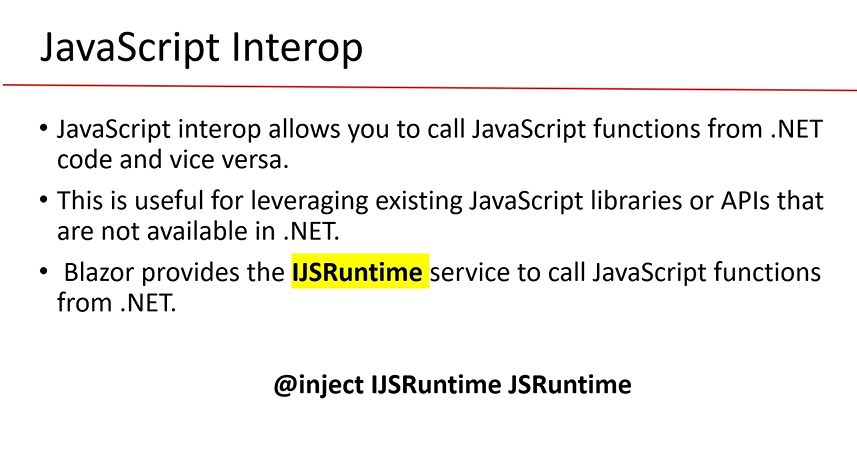 JavaScript Interop
• JavaScript interop allows you to call JavaScript functions from .NET
code and vice versa.
• This is useful for leveraging existing JavaScript libraries or APIs that
are not available in .NET.
• Blazor provides the IJSRuntime service to call JavaScript functions
from .NET.
@inject IJSRuntime JSRuntime